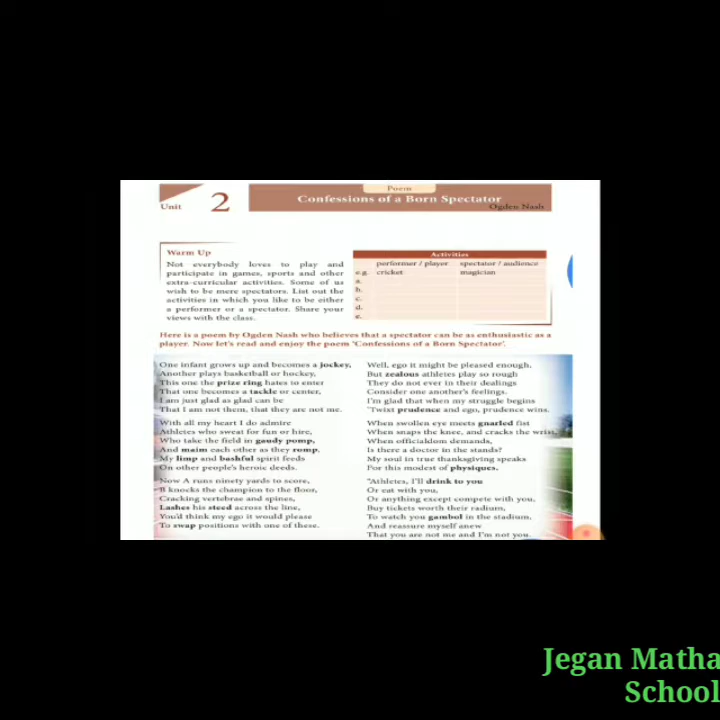 Poem
Unit 2 Confessions of a Born Spectator
Ogden Nash
Warm Up
Not everybody loves to play and
participate in games, sports and other
extra-curricular activities. Some of us
wish to be mere spectators. List out the
activities in which you like to be either
a performer or a spectator. Share your
views with the class.
Activities
performer / player spectator / audience
e.g. cricket magician
a.
b.
c.
d.
e.
Here is a poem by Ogden Nash who believes that a spectator can be as enthusiastic as a
player. Now let's read and enjoy the poem 'Confessions of a Born Spectator'.
One infant grows up and becomes a jockey,
Another plays basketball or hockey,
This one the prize ring hates to enter
That one becomes a tackle or center,
I am just glad as glad can be
That I am not them, that they are not me.
With all my heart I do admire
Athletes who sweat for fun or hire,
Who take the field in gaudy pomp,
And maim each other as they romp,
My limp and bashful spirit feeds
On other people's heroic deeds.
Now A runs ninety yards to score,
B knocks the champion to the floor,
Cracking vertebrae and spines,
Lashes his steed across the line,
You'd think my ego it would please
To swap positions with one of these.
Well, ego it might be pleased enough,
But zealous athletes play so rough
They do not ever in their dealings
Consider one another's feelings.
I'm glad that when my struggle begins
'Twixt prudence and ego, prudence wins.
When swollen eye meets gnarled fist
When snaps the knee, and cracks the wrist,
When officialdom demands,
Is there a doctor in the stands?
My soul in true thanksgiving speaks
For this modest of physiques.
"Athletes, I'll drink to you
Or eat with you,
Or anything except compete with you,
Buy tickets worth their radium,
To watch you gambol in the stadium,
And reassure myself anew
That you are not me and I'm not you.
Jegan Matha
School